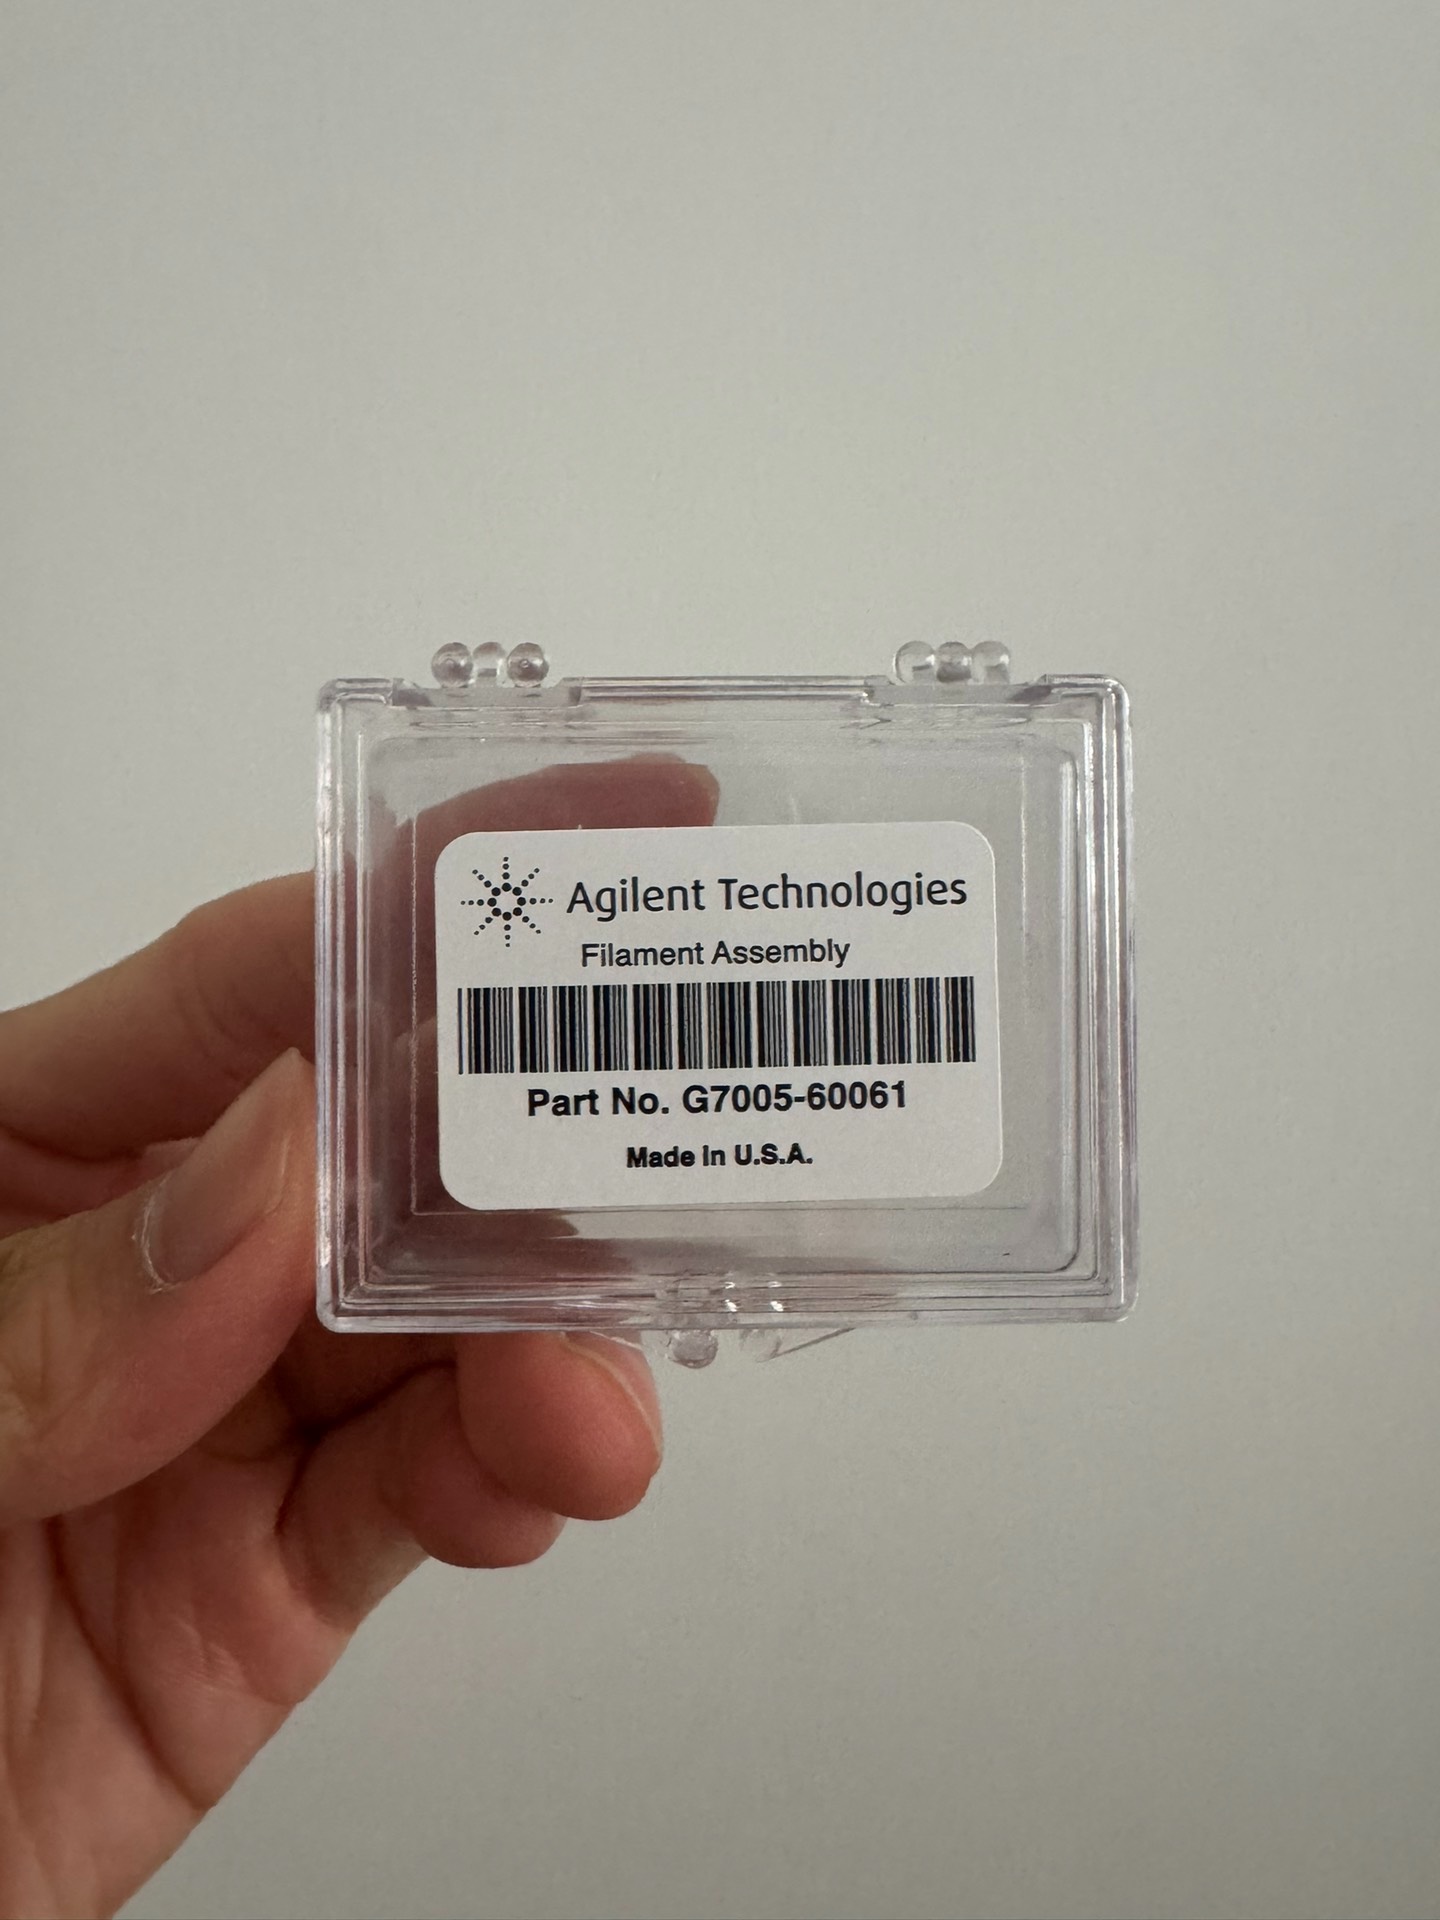 Agilent Technologies
Filament Assembly
Part No. G7005-60061
Made in U.S.A.